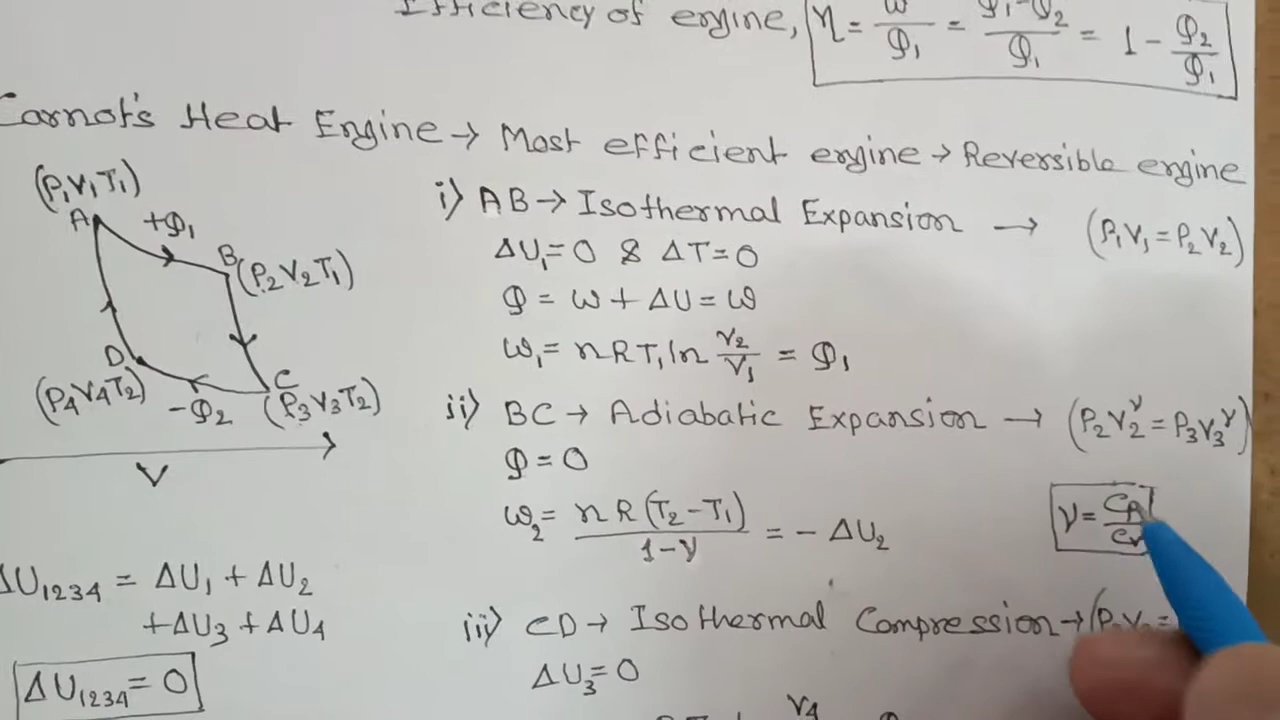 Efficiency of engine, η = W/Q1 = Q1-Q2/Q1 = 1 - Q2/Q1
Carnot's Heat Engine → Most efficient engine → Reversible engine
(P1V1T1)
A
+Q1
B
(P2V2T1)
D
(P4V4T2)
-Q2
C
(P3V3T2)
V
ΔU1234 = ΔU1 + ΔU2
+ΔU3 + ΔU4
ΔU1234 = 0
i) AB → Isothermal Expansion → (P1V1 = P2V2)
ΔU1 = 0 & ΔT = 0
Q = W + ΔU = W
W1 = nRT1 ln V2/V1 = Q1
ii) BC → Adiabatic Expansion → (P2V2^γ = P3V3^γ)
Q = 0
W2 = nR(T2-T1)/1-γ = -ΔU2
γ = CP/Cv
iii) CD → Isothermal Compression →
ΔU3 = 0
V4